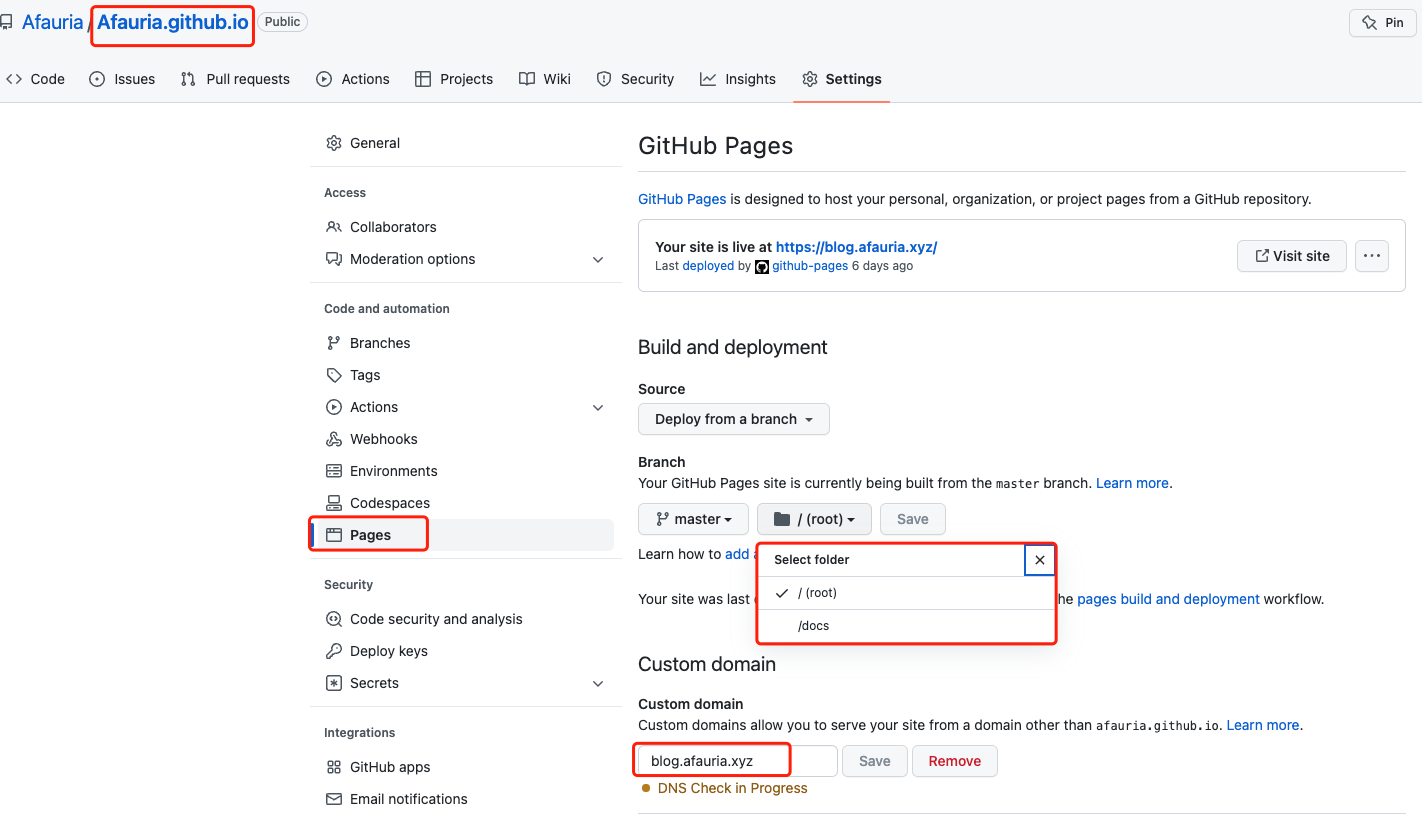 Afauria / Afauria.github.io Public
Pin
Code Issues Pull requests Actions Projects Wiki Security Insights Settings
General
Access
Collaborators
Moderation options
Code and automation
Branches
Tags
Actions
Webhooks
Environments
Codespaces
Pages
Security
Code security and analysis
Deploy keys
Secrets
Integrations
GitHub apps
Email notifications
GitHub Pages
GitHub Pages is designed to host your personal, organization, or project pages from a GitHub repository.
Your site is live at https://blog.afauria.xyz/
Last deployed by github-pages 6 days ago
Visit site
Build and deployment
Source
Deploy from a branch
Branch
Your GitHub Pages site is currently being built from the master branch. Learn more.
master / (root) Save
Learn how to add
Select folder
/ (root)
/docs
Your site was last
pages build and deployment workflow.
Custom domain
Custom domain
Custom domains allow you to serve your site from a domain other than afauria.github.io. Learn more.
blog.afauria.xyz Save Remove
DNS Check in Progress